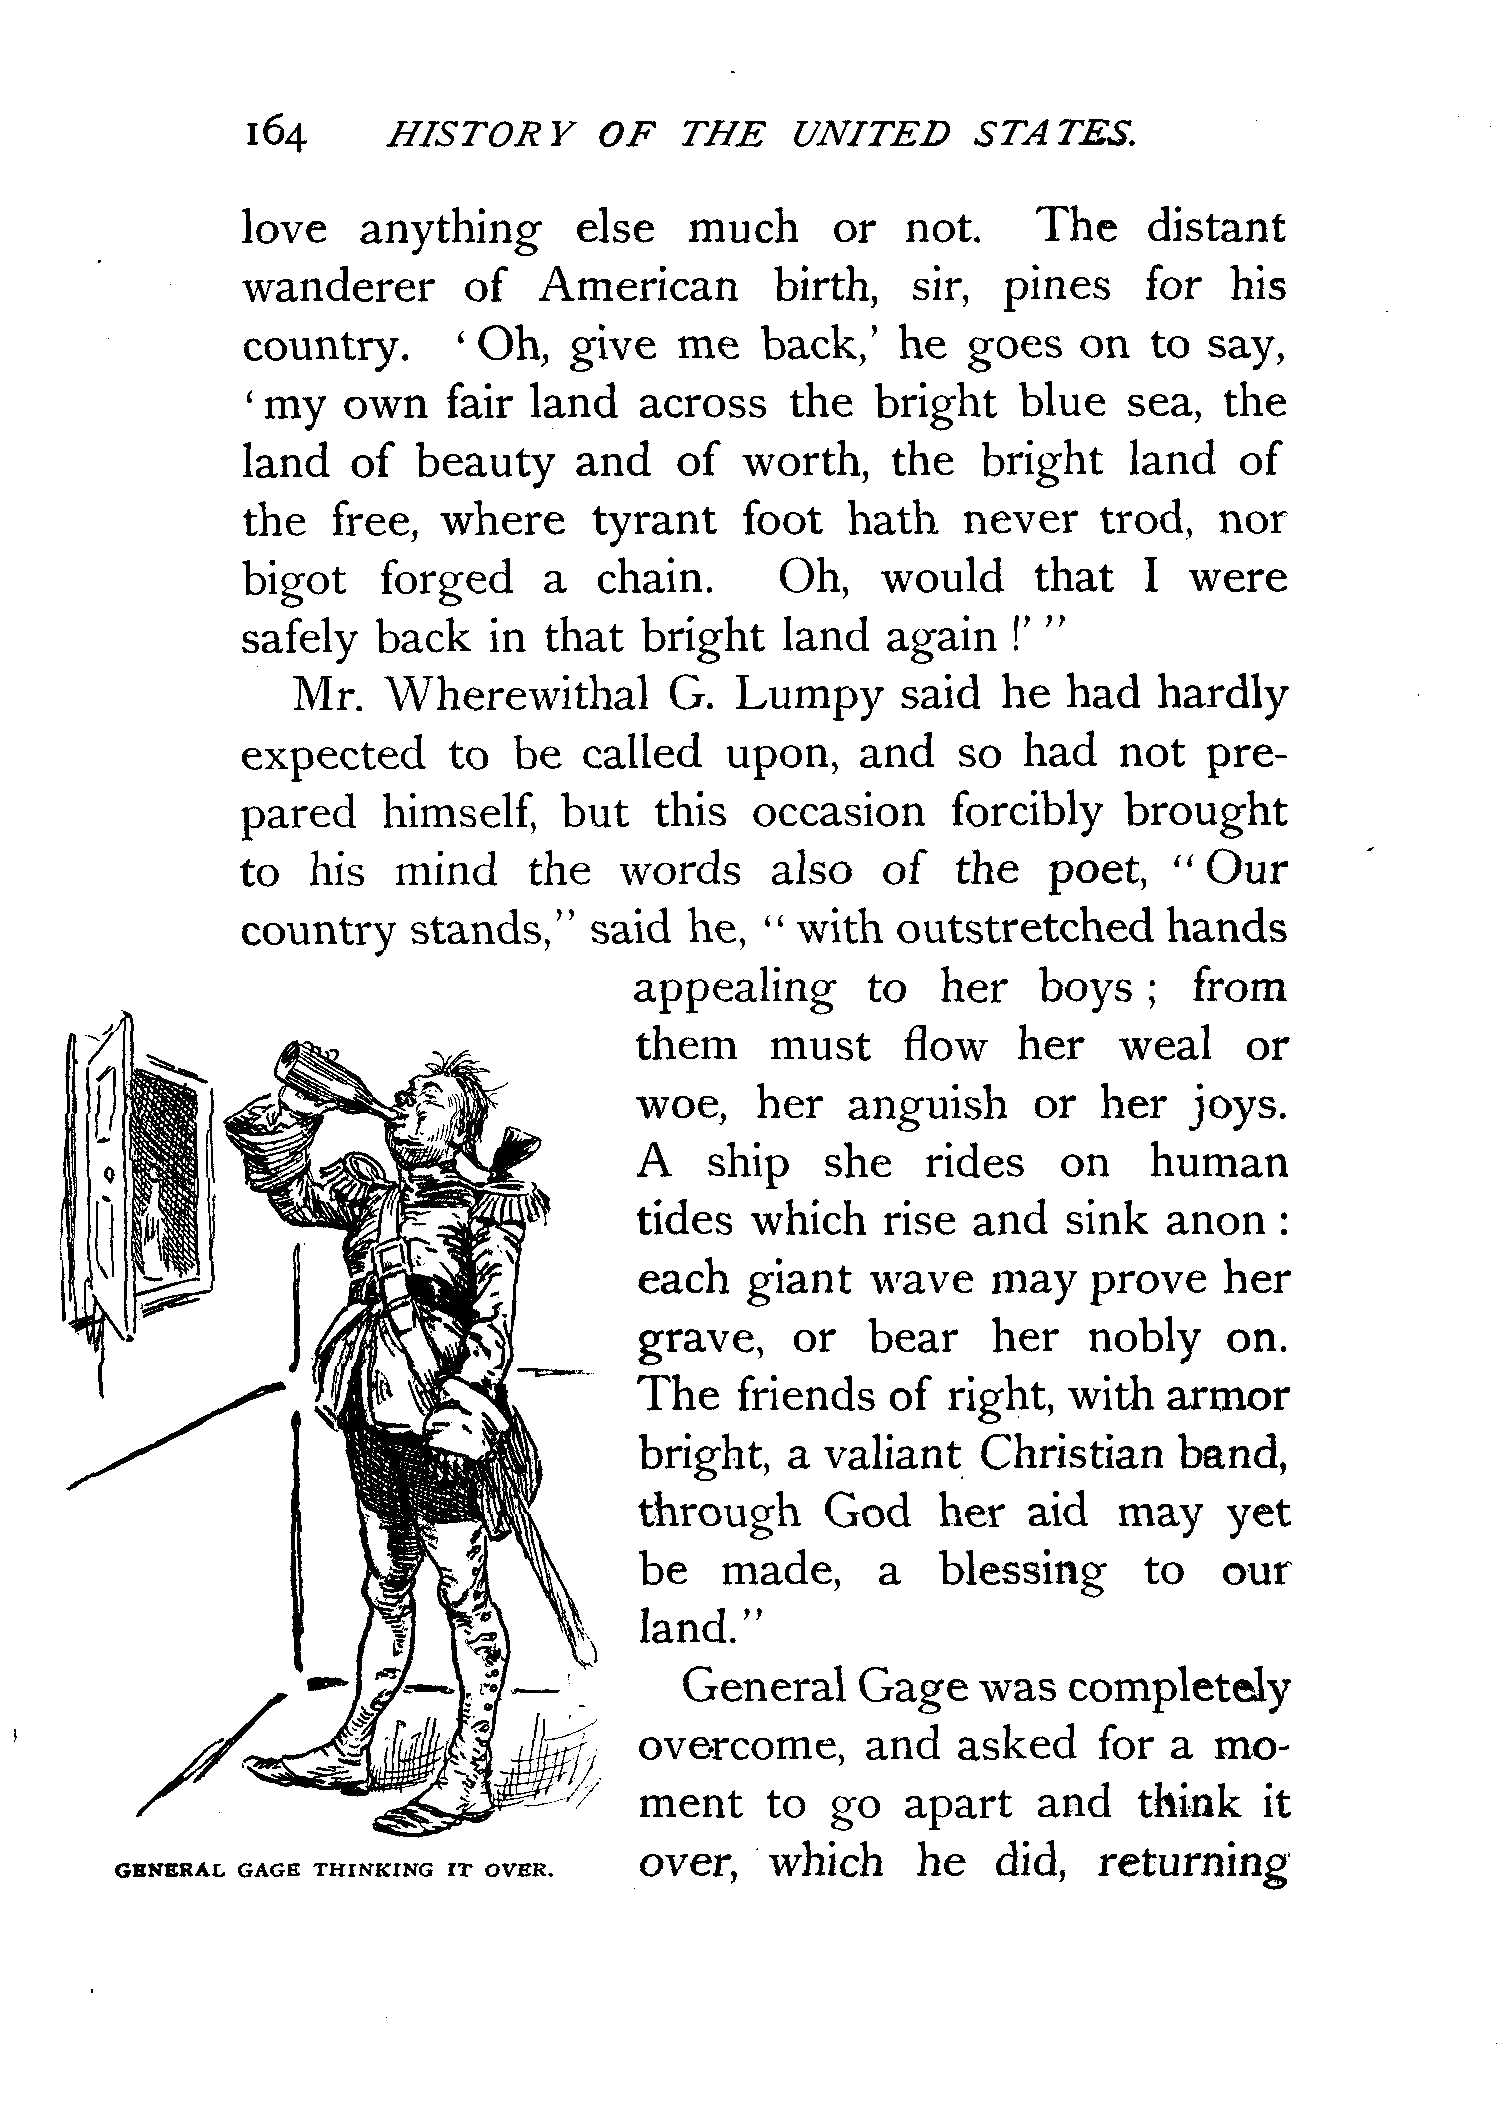 164 HISTORY OF THE UNITED STATES.
love anything else much or not. The distant
wanderer of American birth, sir, pines for his
country. ‘Oh, give me back,’ he goes on to say,
‘my own fair land across the bright blue sea, the
land of beauty and of worth, the bright land of
the free, where tyrant foot hath never trod, nor
bigot forged a chain. Oh, would that I were
safely back in that bright land again!’”
Mr. Wherewithal G. Lumpy said he had hardly
expected to be called upon, and so had not pre-
pared himself, but this occasion forcibly brought
to his mind the words also of the poet, “Our
country stands,” said he, “with outstretched hands
appealing to her boys; from
them must flow her weal or
woe, her anguish or her joys.
A ship she rides on human
tides which rise and sink anon:
each giant wave may prove her
grave, or bear her nobly on.
The friends of right, with armor
bright, a valiant Christian band,
through God her aid may yet
be made, a blessing to our
land.”
General Gage was completely
overcome, and asked for a mo-
ment to go apart and think it
over, which he did, returning
GENERAL GAGE THINKING IT OVER.